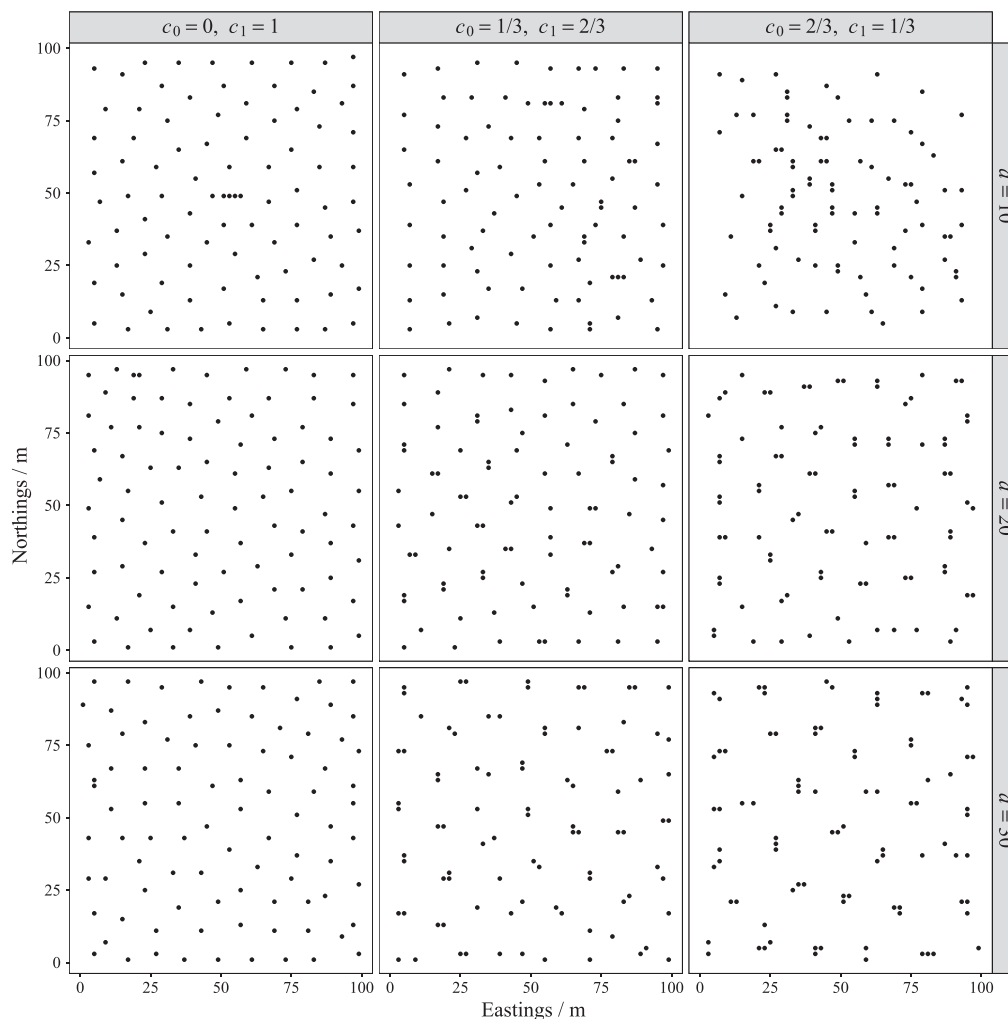 c₀ = 0, c₁ = 1
c₀ = 1/3, c₁ = 2/3
c₀ = 2/3, c₁ = 1/3
100
75
50
25
0
a = 10
100
75
50
25
0
a = 20
100
75
50
25
0
a = 30
Northings / m
0 25 50 75 100
0 25 50 75 100
0 25 50 75 100
Eastings / m